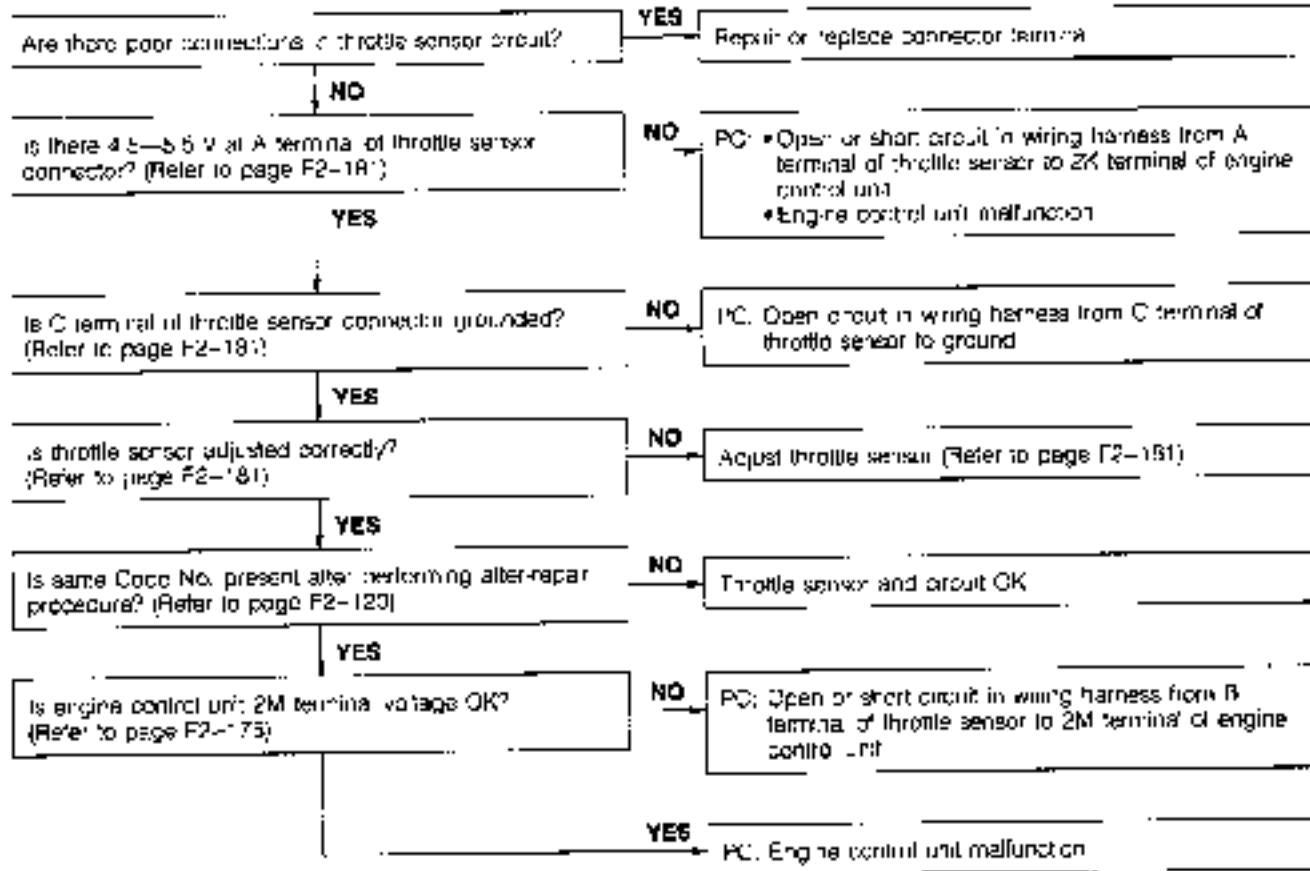 Are there poor connections in throttle sensor circuit?
YES
Repair or replace connector terminal
NO
Is there 4.5—5.5 V at A terminal of throttle sensor
connector? (Refer to page F2–181)
NO
PC: • Open or short circuit in wiring harness from A
terminal of throttle sensor to 2K terminal of engine
control unit
• Engine control unit malfunction
YES
Is C terminal of throttle sensor connector grounded?
(Refer to page F2–181)
NO
PC: Open circuit in wiring harness from C terminal of
throttle sensor to ground
YES
Is throttle sensor adjusted correctly?
(Refer to page F2–181)
NO
Adjust throttle sensor (Refer to page F2–181)
YES
Is same Code No. present after performing after-repair
procedure? (Refer to page F2–123)
NO
Throttle sensor and circuit OK
YES
Is engine control unit 2M terminal voltage OK?
(Refer to page F2–175)
NO
PC: Open or short circuit in wiring harness from B
terminal of throttle sensor to 2M terminal of engine
control unit
YES
PC: Engine control unit malfunction